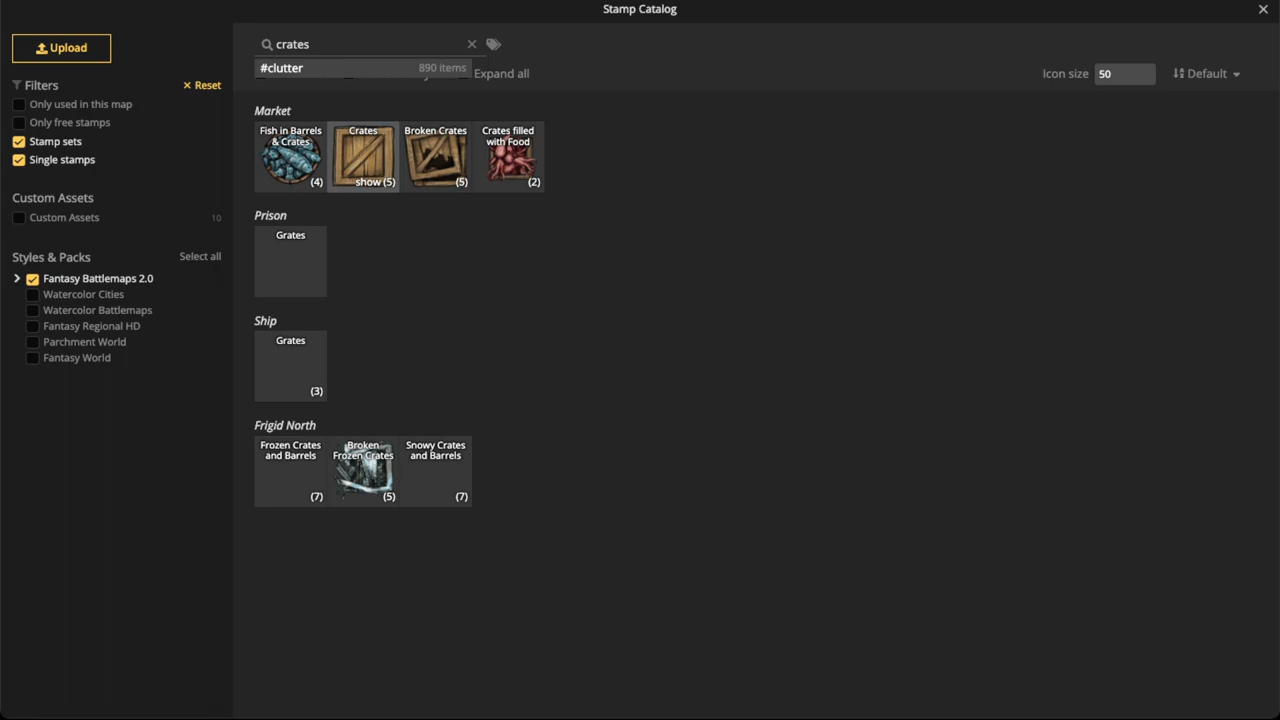 Stamp Catalog
Upload
crates
#clutter 890 items
Expand all
Icon size 50
Default
Filters
Reset
Only used in this map
Only free stamps
Stamp sets
Single stamps
Custom Assets
Custom Assets 10
Styles & Packs Select all
Fantasy Battlemaps 2.0
Watercolor Cities
Watercolor Battlemaps
Fantasy Regional HD
Parchment World
Fantasy World
Market
Fish in Barrels
& Crates
(4)
Crates
show (5)
Broken Crates
(5)
Crates filled
with Food
(2)
Prison
Grates
Ship
Grates
(3)
Frigid North
Frozen Crates
and Barrels
(7)
Broken
Frozen Crates
(5)
Snowy Crates
and Barrels
(7)